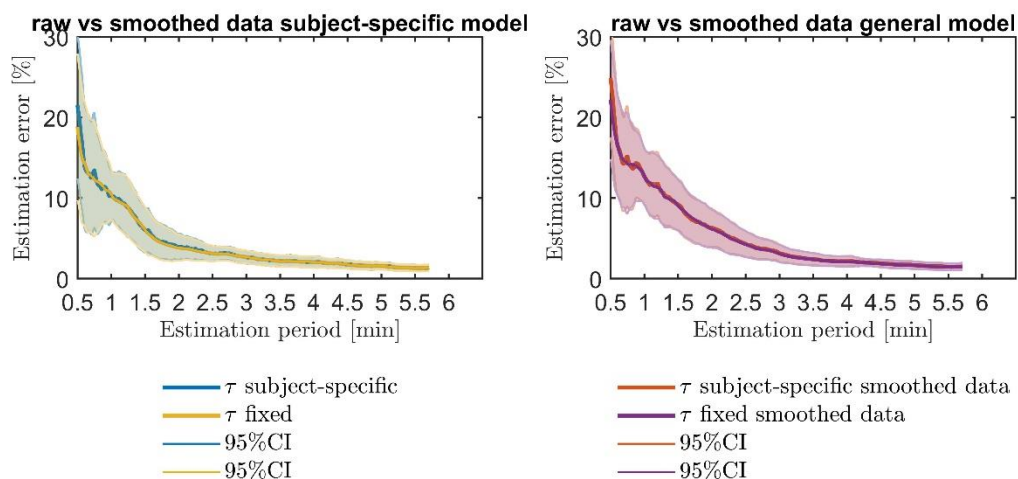 raw vs smoothed data subject-specific model
30
20
10
0
Estimation error [%]
0.5 1 1.5 2 2.5 3 3.5 4 4.5 5 5.5 6
Estimation period [min]
τ subject-specific
τ fixed
95%CI
95%CI
raw vs smoothed data general model
30
20
10
0
Estimation error [%]
0.5 1 1.5 2 2.5 3 3.5 4 4.5 5 5.5 6
Estimation period [min]
τ subject-specific smoothed data
τ fixed smoothed data
95%CI
95%CI